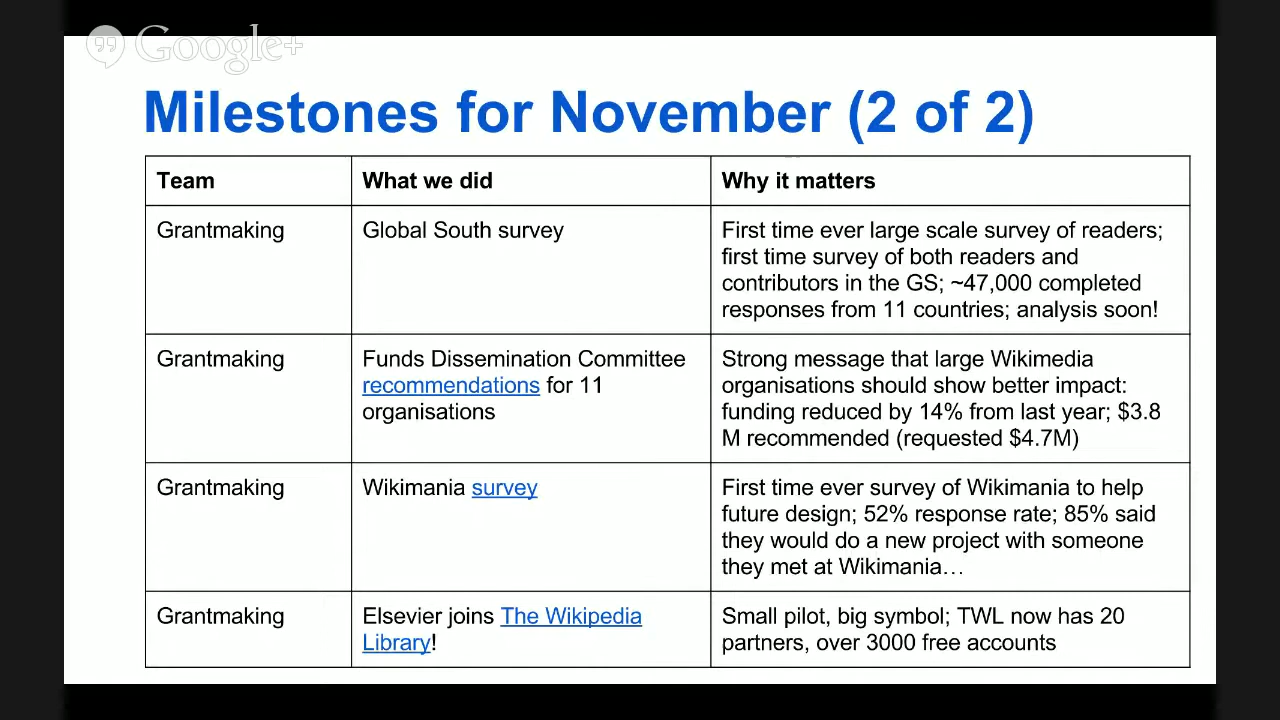 Google+
Milestones for November (2 of 2)
Team
What we did
Why it matters
Grantmaking
Global South survey
First time ever large scale survey of readers;
first time survey of both readers and
contributors in the GS; ~47,000 completed
responses from 11 countries; analysis soon!
Grantmaking
Funds Dissemination Committee
recommendations for 11
organisations
Strong message that large Wikimedia
organisations should show better impact:
funding reduced by 14% from last year; $3.8
M recommended (requested $4.7M)
Grantmaking
Wikimania survey
First time ever survey of Wikimania to help
future design; 52% response rate; 85% said
they would do a new project with someone
they met at Wikimania…
Grantmaking
Elsevier joins The Wikipedia
Library!
Small pilot, big symbol; TWL now has 20
partners, over 3000 free accounts